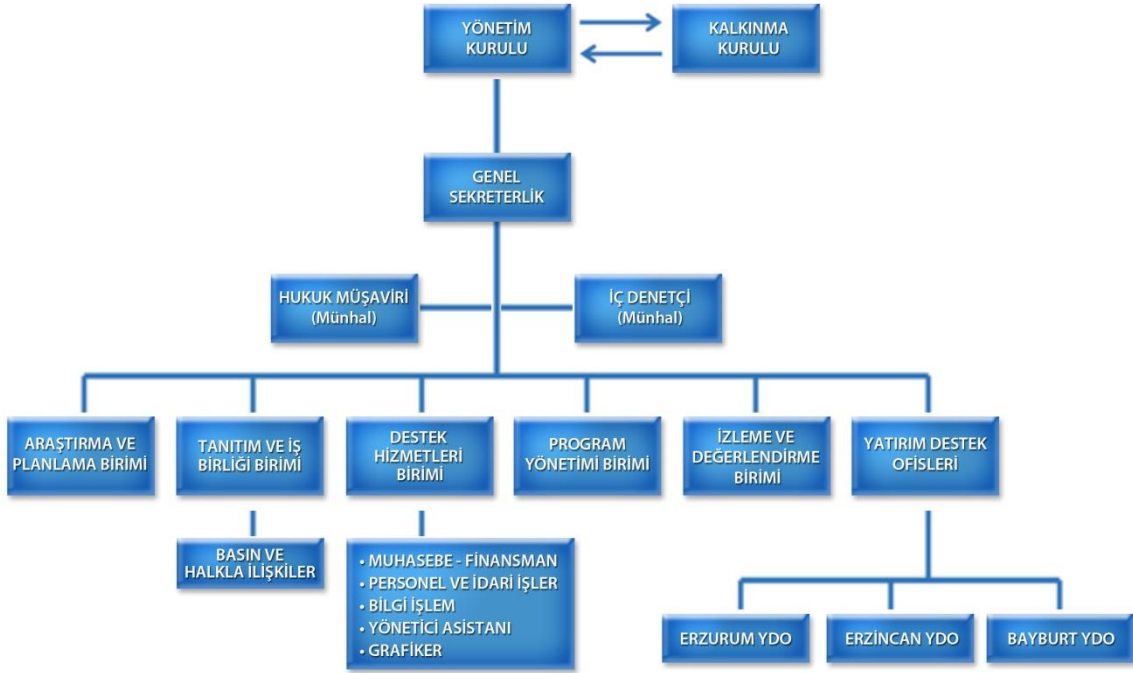 YÖNETİM
KURULU
KALKINMA
KURULU
GENEL
SEKRETERLİK
HUKUK MÜŞAVİRİ
(Münhal)
İÇ DENETÇİ
(Münhal)
ARAŞTIRMA VE
PLANLAMA BİRİMİ
TANITIM VE İŞ
BİRLİĞİ BİRİMİ
DESTEK
HİZMETLERİ
BİRİMİ
PROGRAM
YÖNETİMİ BİRİMİ
İZLEME VE
DEĞERLENDİRME
BİRİMİ
YATIRIM DESTEK
OFİSLERİ
BASIN VE
HALKLA İLİŞKİLER
• MUHASEBE - FİNANSMAN
• PERSONEL VE İDARİ İŞLER
• BİLGİ İŞLEM
• YÖNETİCİ ASİSTANI
• GRAFİKER
ERZURUM YDO
ERZİNCAN YDO
BAYBURT YDO